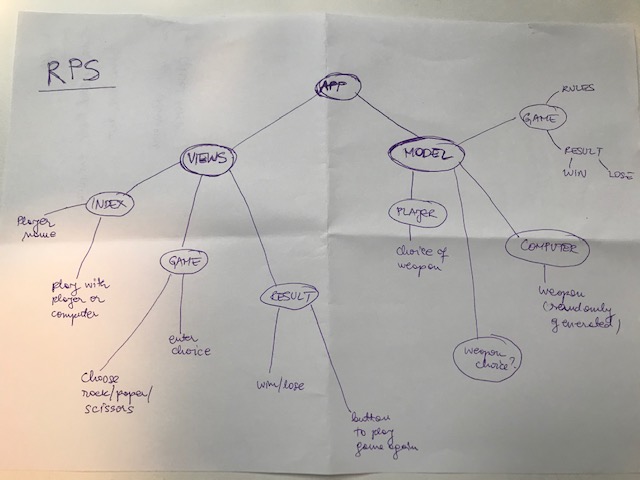 RPS
APP
RULES
GAME
VIEWS
MODEL
RESULT
WIN
LOSE
INDEX
Player
name
PLAYER
choice of
weapon
COMPUTER
weapon
(randomly
generated)
GAME
play with
player or
computer
RESULT
enter
choice
weapon
choice?
Choose
rock/paper/
scissors
win/lose
button
to play
game again